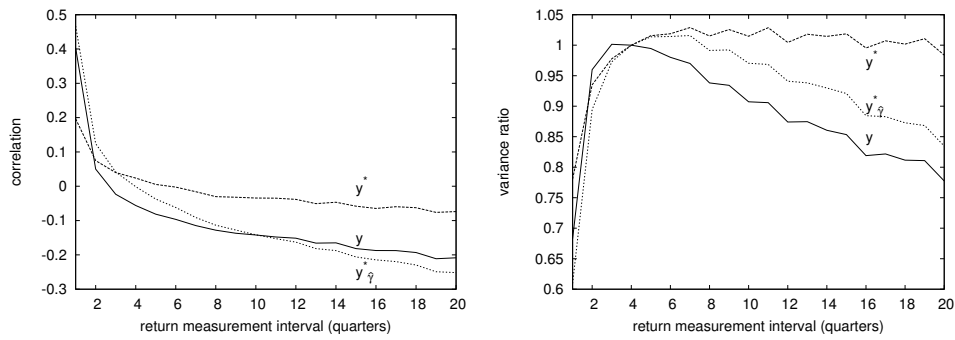 0.5
0.4
0.3
0.2
0.1
0
-0.1
-0.2
-0.3
correlation
y*
y
y*γ̂
2 4 6 8 10 12 14 16 18 20
return measurement interval (quarters)
1.05
1
0.95
0.9
0.85
0.8
0.75
0.7
0.65
0.6
variance ratio
y*
y*γ̂
y
2 4 6 8 10 12 14 16 18 20
return measurement interval (quarters)